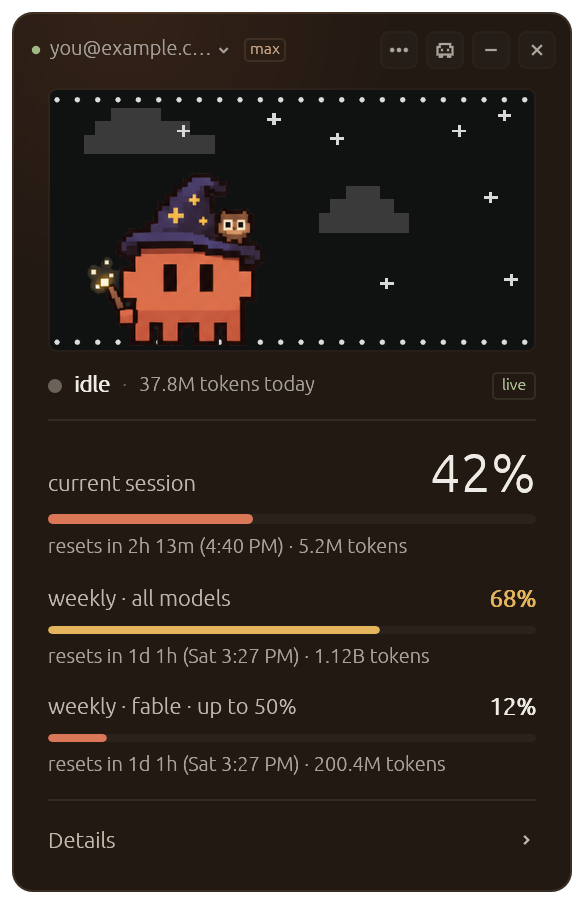 you@example.c...
max
idle · 37.8M tokens today
live
current session
42%
resets in 2h 13m (4:40 PM) · 5.2M tokens
weekly · all models
68%
resets in 1d 1h (Sat 3:27 PM) · 1.12B tokens
weekly · fable · up to 50%
12%
resets in 1d 1h (Sat 3:27 PM) · 200.4M tokens
Details